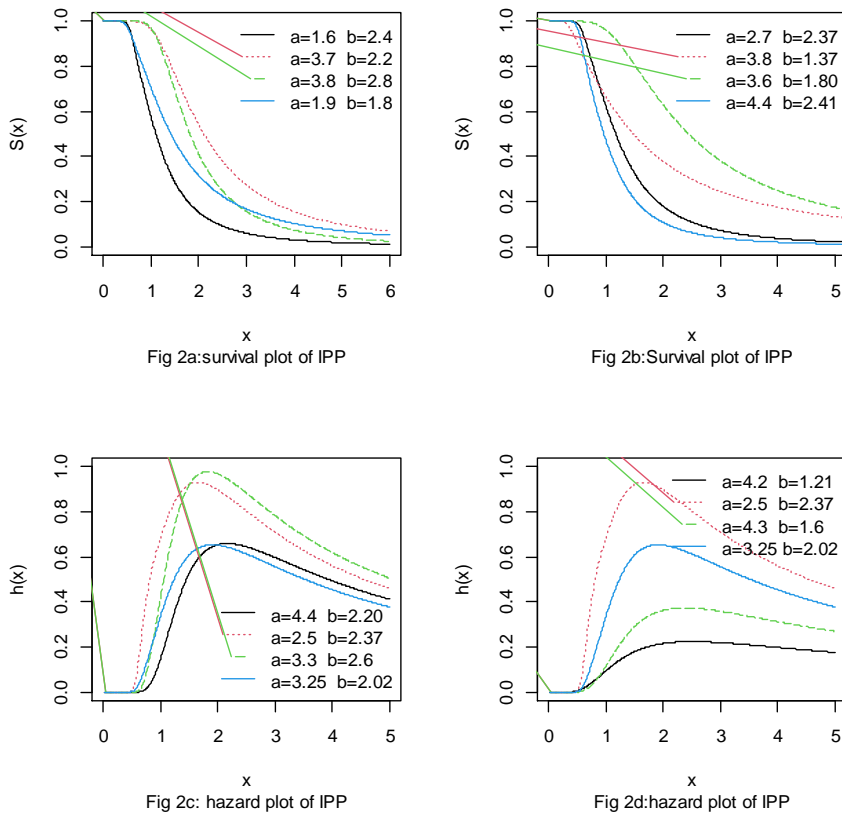 S(x)
0.0 0.2 0.4 0.6 0.8 1.0
a=1.6 b=2.4
a=3.7 b=2.2
a=3.8 b=2.8
a=1.9 b=1.8
0 1 2 3 4 5 6
x
Fig 2a:survival plot of IPP
S(x)
0.0 0.2 0.4 0.6 0.8 1.0
a=2.7 b=2.37
a=3.8 b=1.37
a=3.6 b=1.80
a=4.4 b=2.41
0 1 2 3 4 5
x
Fig 2b:Survival plot of IPP
h(x)
0.0 0.2 0.4 0.6 0.8 1.0
a=4.4 b=2.20
a=2.5 b=2.37
a=3.3 b=2.6
a=3.25 b=2.02
0 1 2 3 4 5
x
Fig 2c: hazard plot of IPP
h(x)
0.0 0.2 0.4 0.6 0.8 1.0
a=4.2 b=1.21
a=2.5 b=2.37
a=4.3 b=1.6
a=3.25 b=2.02
0 1 2 3 4 5
x
Fig 2d:hazard plot of IPP